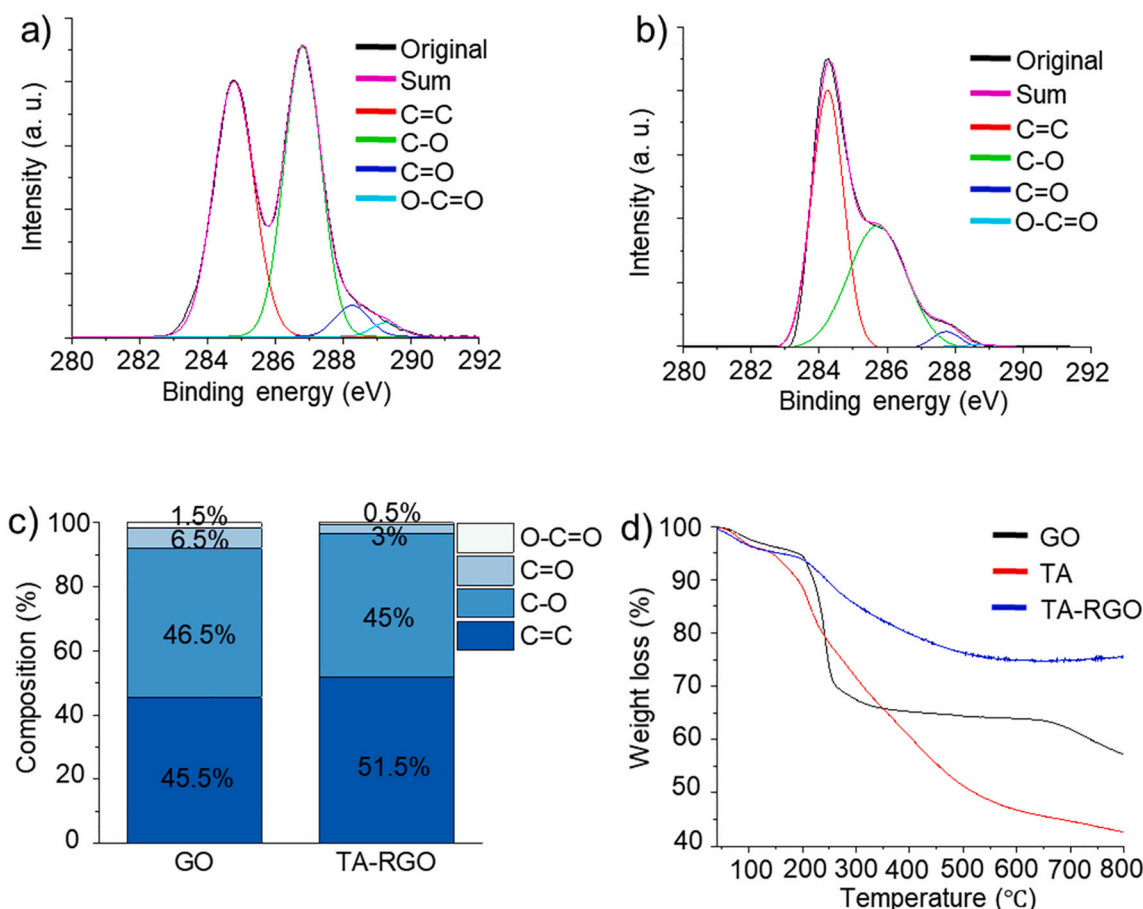 a)
Original
Sum
C=C
C-O
C=O
O-C=O
Intensity (a. u.)
280 282 284 286 288 290 292
Binding energy (eV)
b)
Original
Sum
C=C
C-O
C=O
O-C=O
Intensity (a. u.)
280 282 284 286 288 290 292
Binding energy (eV)
c)
Composition (%)
100
80
60
40
20
0
1.5%
6.5%
46.5%
45.5%
0.5%
3%
45%
51.5%
GO TA-RGO
O-C=O
C=O
C-O
C=C
d)
Weight loss (%)
100
90
80
70
60
50
40
GO
TA
TA-RGO
100 200 300 400 500 600 700 800
Temperature (℃)